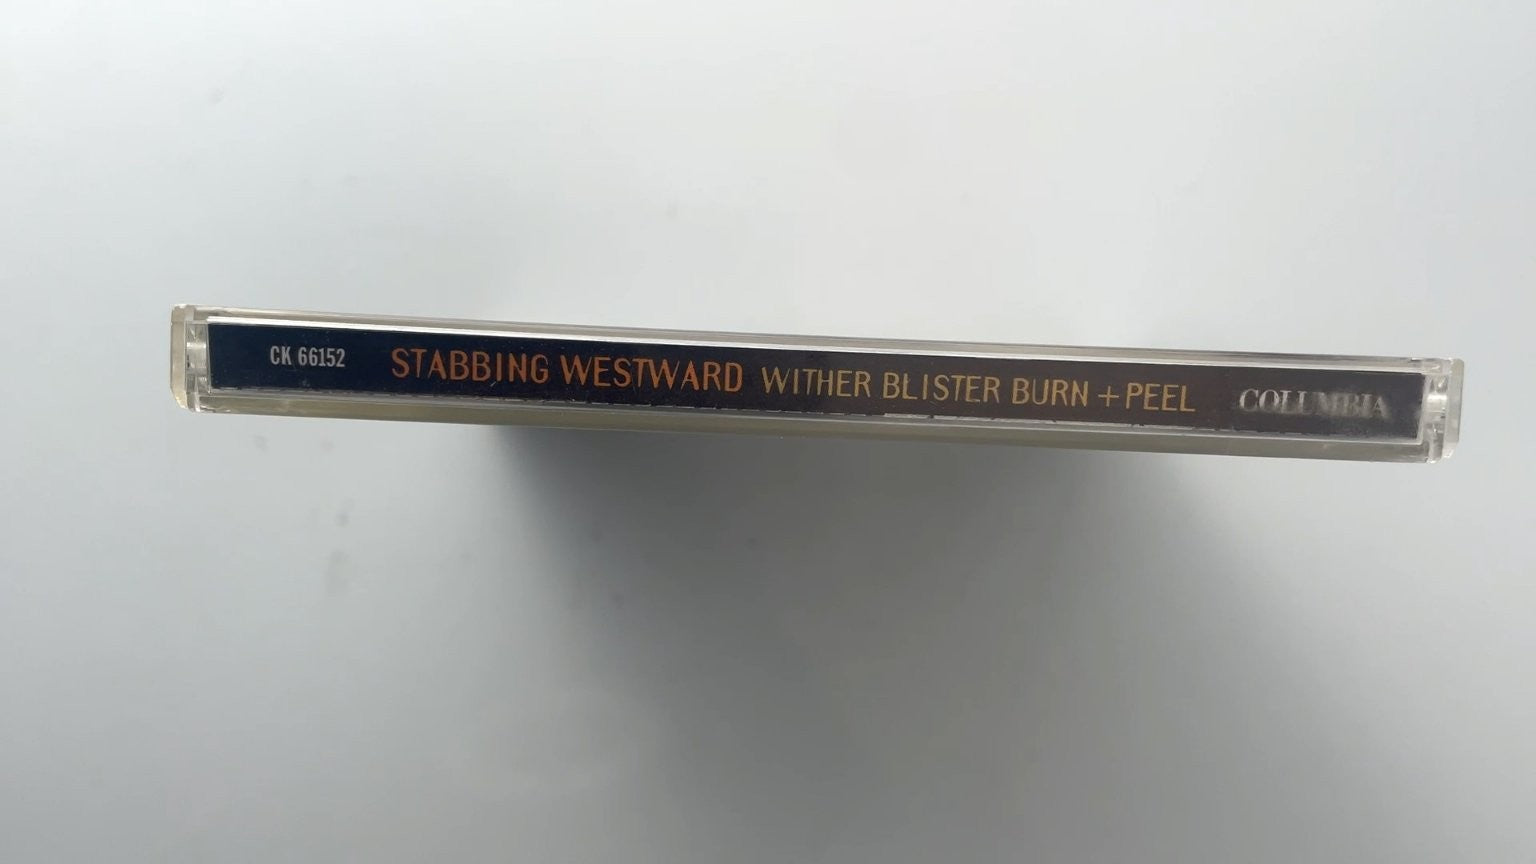 CK 66152 STABBING WESTWARD WITHER BLISTER BURN + PEEL COLUMBIA